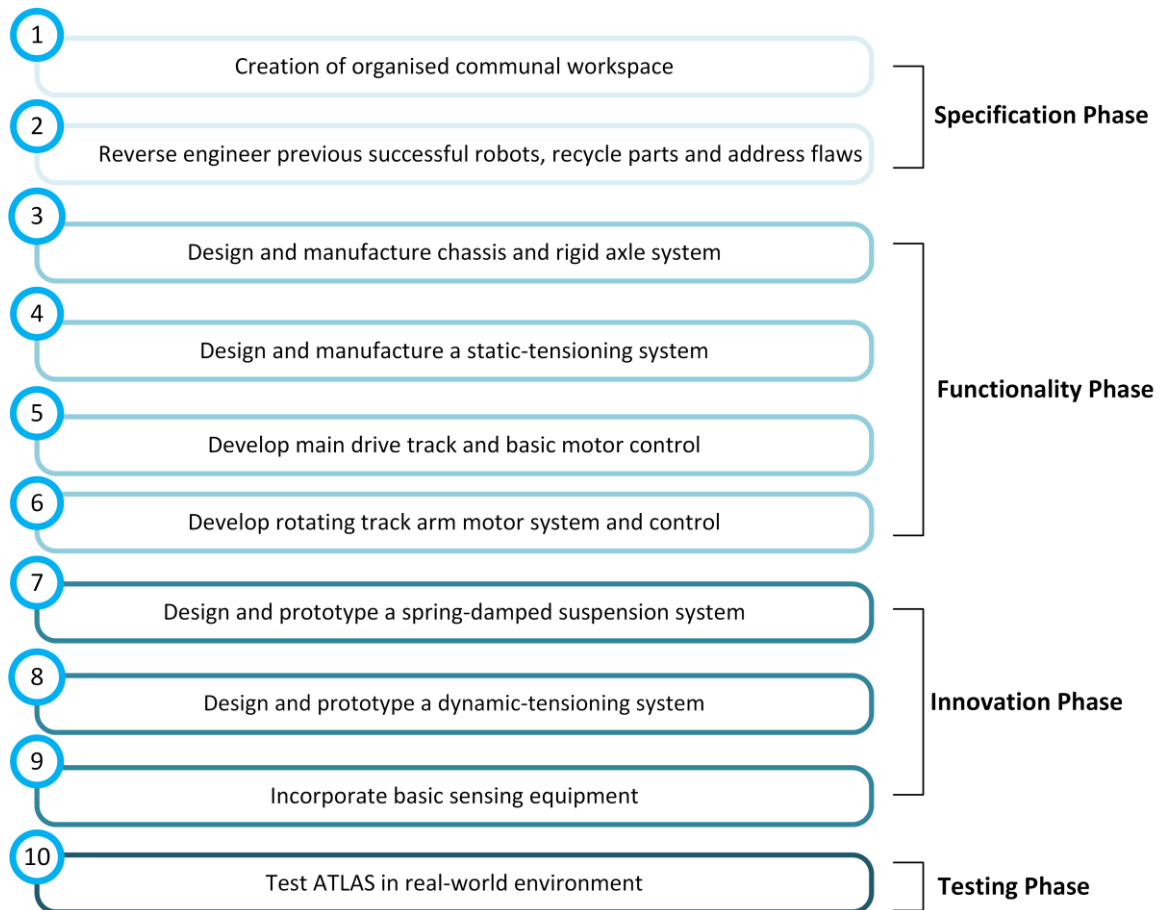 1
Creation of organised communal workspace
2
Reverse engineer previous successful robots, recycle parts and address flaws
Specification Phase
3
Design and manufacture chassis and rigid axle system
4
Design and manufacture a static-tensioning system
5
Develop main drive track and basic motor control
6
Develop rotating track arm motor system and control
Functionality Phase
7
Design and prototype a spring-damped suspension system
8
Design and prototype a dynamic-tensioning system
9
Incorporate basic sensing equipment
Innovation Phase
10
Test ATLAS in real-world environment
Testing Phase